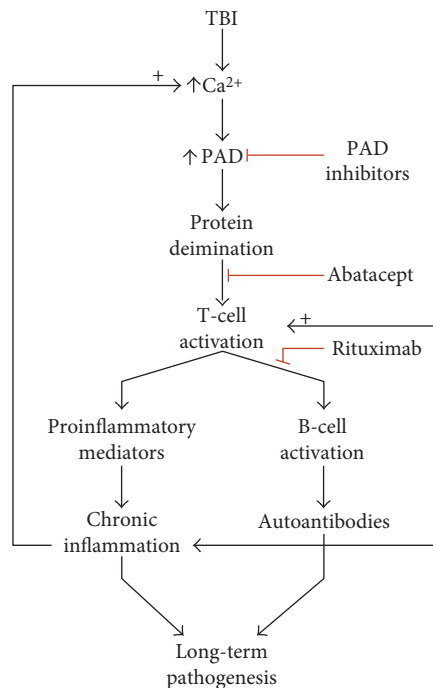 TBI
+
↑Ca²⁺
↑ PAD
PAD
inhibitors
Protein
deimination
Abatacept
T-cell
activation
+
Rituximab
Proinflammatory
mediators
B-cell
activation
Chronic
inflammation
Autoantibodies
Long-term
pathogenesis